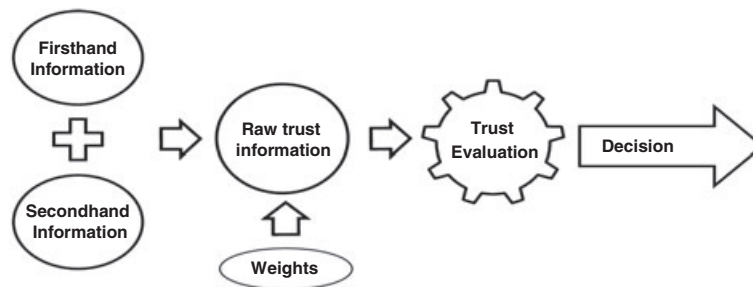 Firsthand
Information
Secondhand
Information
Raw trust
information
Weights
Trust
Evaluation
Decision